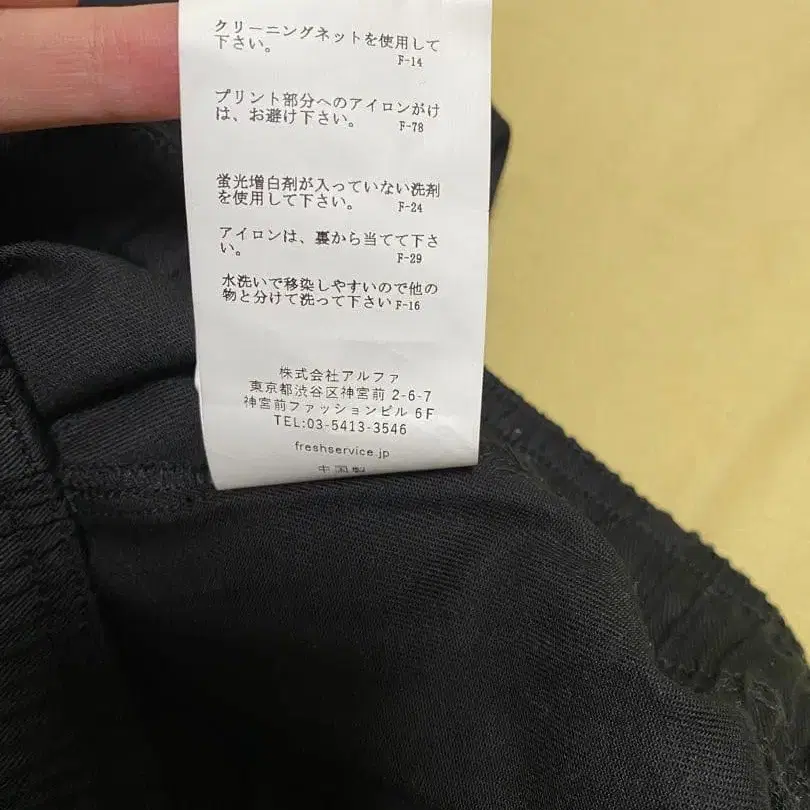 クリーニングネットを使用して
下さい。
F-14
プリント部分へのアイロンがけ
は、お避け下さい。 F-78
蛍光増白剤が入っていない洗剤
を使用して下さい。 F-24
アイロンは、裏から当てて下さ
い。 F-29
水洗いで移染しやすいので他の
物と分けて洗って下さい F-16
株式会社アルファ
東京都渋谷区神宮前 2-6-7
神宮前ファッションビル 6F
TEL:03-5413-3546
freshservice.jp
中国製